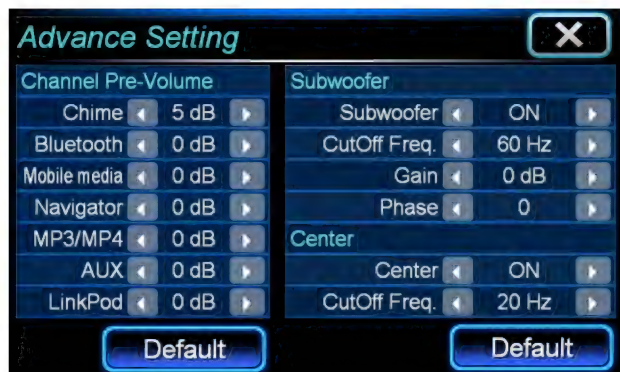 Advance Setting
X
Channel Pre-Volume
Chime 5 dB
Bluetooth 0 dB
Mobile media 0 dB
Navigator 0 dB
MP3/MP4 0 dB
AUX 0 dB
LinkPod 0 dB
Default
Subwoofer
Subwoofer ON
CutOff Freq. 60 Hz
Gain 0 dB
Phase 0
Center
Center ON
CutOff Freq. 20 Hz
Default